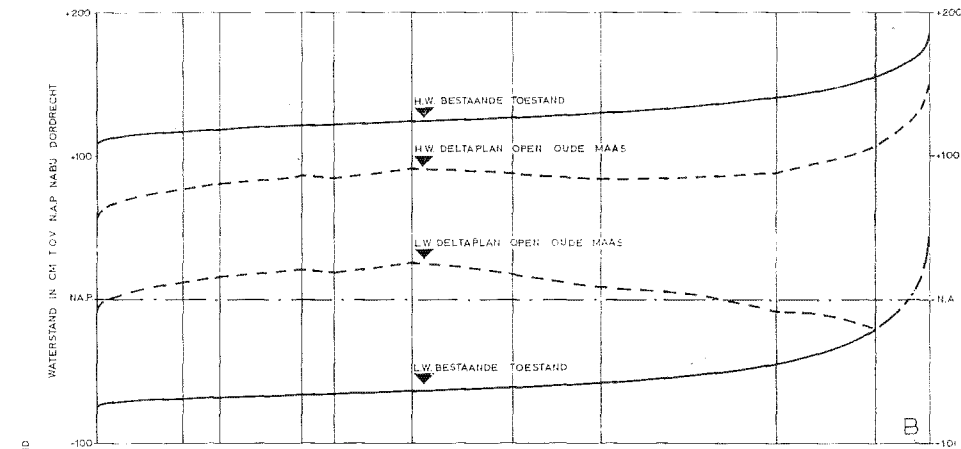 +200
+200
WATERSTAND IN CM T.O.V. N.A.P. NABIJ DORDRECHT
H.W. BESTAANDE TOESTAND
+100
H.W. DELTAPLAN OPEN OUDE MAAS
+100
L.W. DELTAPLAN OPEN OUDE MAAS
N.A.P.
N.A
L.W. BESTAANDE TOESTAND
-100
B
-10